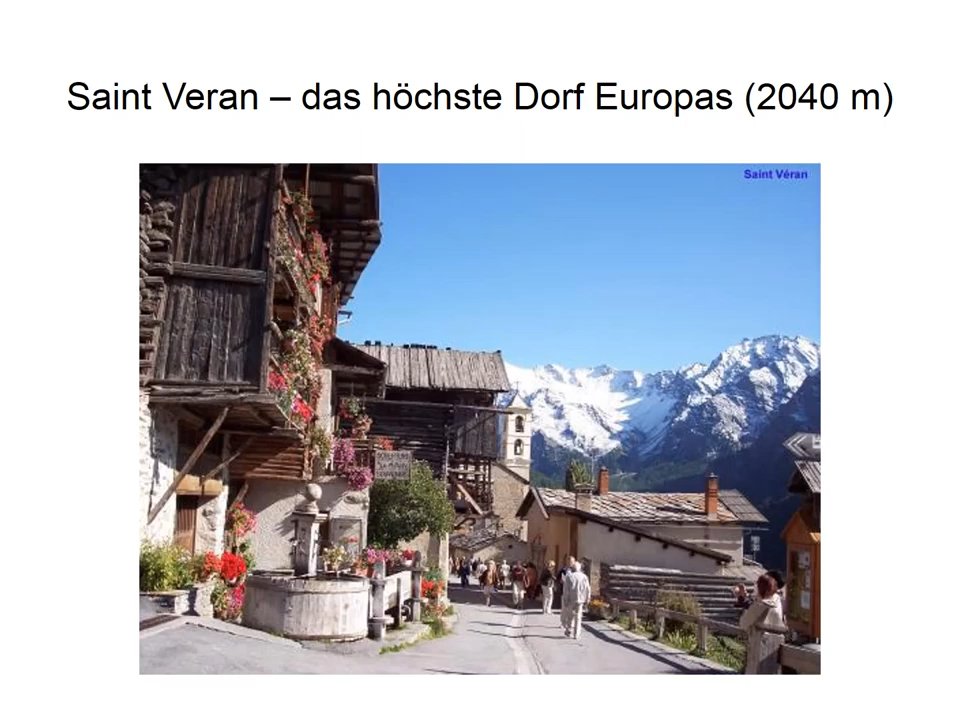 Saint Veran – das höchste Dorf Europas (2040 m)
Saint Véran